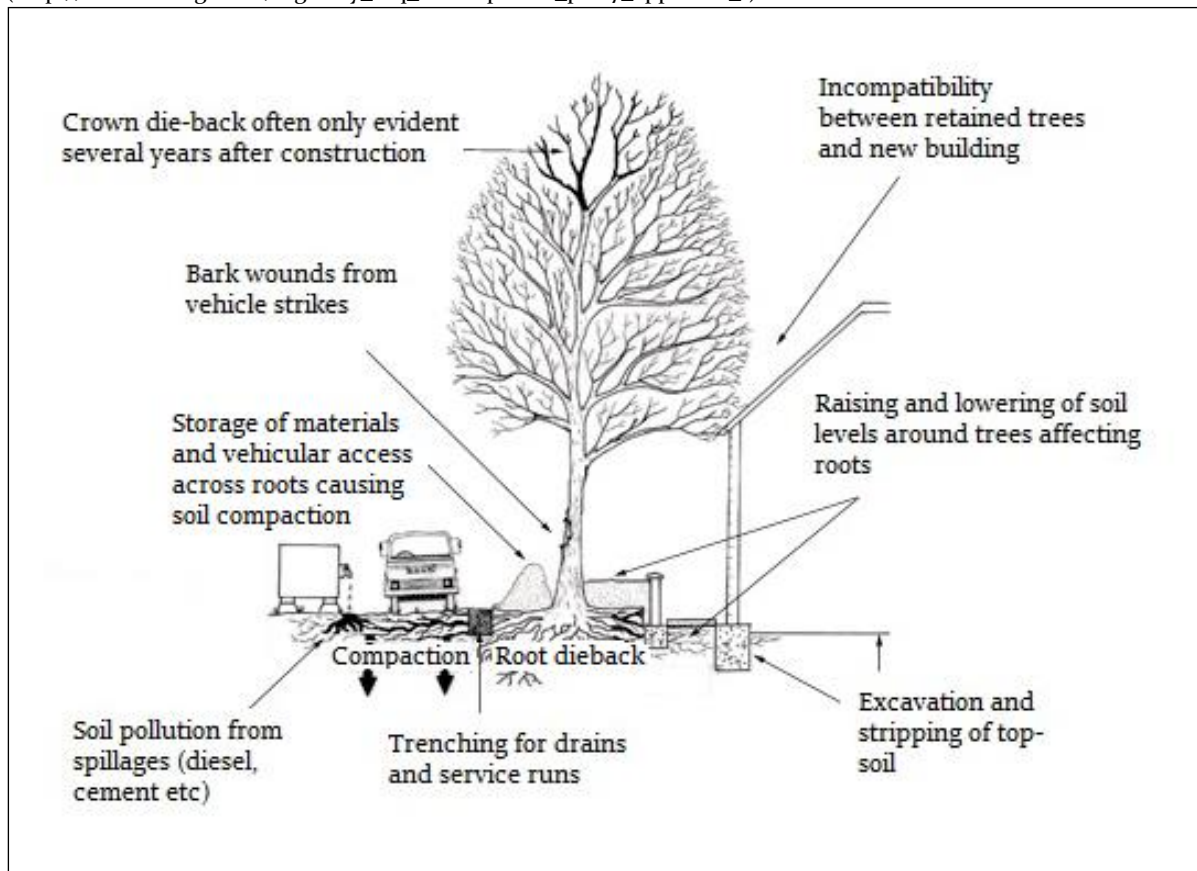 Crown die-back often only evident
several years after construction
Incompatibility
between retained trees
and new building
Bark wounds from
vehicle strikes
Storage of materials
and vehicular access
across roots causing
soil compaction
Raising and lowering of soil
levels around trees affecting
roots
Compaction
Root dieback
Soil pollution from
spillages (diesel,
cement etc)
Trenching for drains
and service runs
Excavation and
stripping of top-
soil